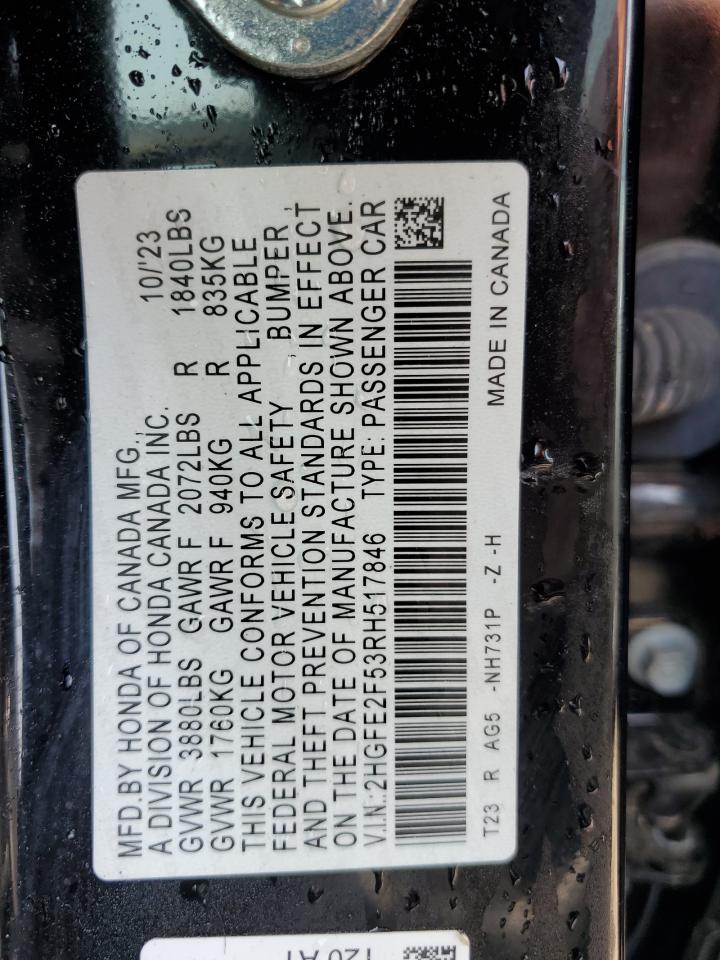 MFD.BY HONDA OF CANADA MFG., 10/'23
A DIVISION OF HONDA CANADA INC.
GVWR 3880LBS GAWR F 2072LBS R 1840LBS
GVWR 1760KG GAWR F 940KG R 835KG
THIS VEHICLE CONFORMS TO ALL APPLICABLE
FEDERAL MOTOR VEHICLE SAFETY, BUMPER,
AND THEFT PREVENTION STANDARDS IN EFFECT
ON THE DATE OF MANUFACTURE SHOWN ABOVE.
V.I.N.:2HGFE2F53RH517846 TYPE: PASSENGER CAR
T23 R AG5 -NH731P -Z -H
MADE IN CANADA